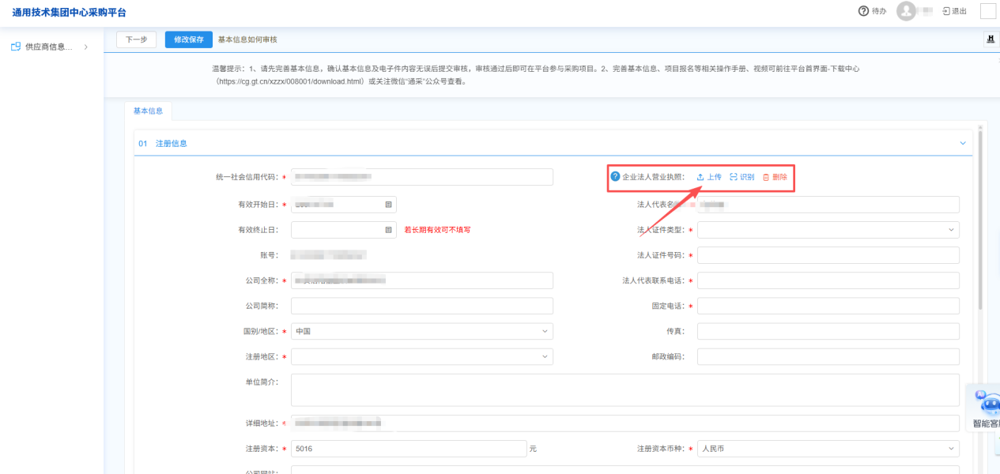 通用技术集团中心采购平台
待办
退出
供应商信息...
下一步
修改保存
基本信息如何审核
温馨提示：1、请先完善基本信息，确认基本信息及电子件内容无误后提交审核，审核通过后即可在平台参与采购项目。2、完善基本信息、项目报名等相关操作手册、视频可前往平台首界面-下载中心
（https://cg.gt.cn/xzzx/008001/download.html）或关注微信“通采”公众号查看。
基本信息
01 注册信息
统一社会信用代码：*
企业法人营业执照： 上传 识别 删除
有效开始日：*
法人代表名
有效终止日： 若长期有效可不填写
法人证件类型：*
账号：
法人证件号码：*
公司全称：*
法人代表联系电话：*
公司简称：
固定电话：*
国别/地区：* 中国
传真：
注册地区：*
邮政编码：
单位简介：
详细地址：*
注册资本：* 5016 元
注册资本币种：* 人民币
公司网站：
AI
智能客服